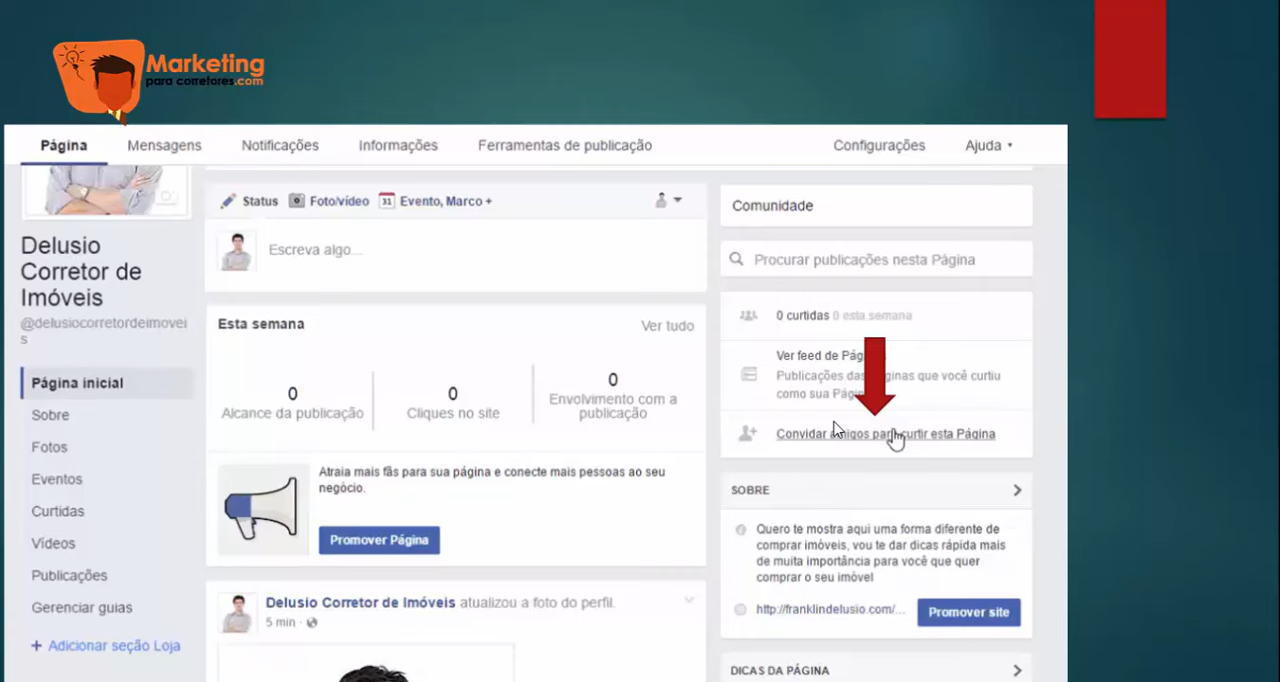 Marketing
para corretores.com
Página
Mensagens
Notificações
Informações
Ferramentas de publicação
Configurações
Ajuda
Delusio
Corretor de
Imóveis
@delusiocorretordeimovei
s
Página inicial
Sobre
Fotos
Eventos
Curtidas
Vídeos
Publicações
Gerenciar guias
+ Adicionar seção Loja
Status
Foto/vídeo
31
Evento, Marco +
Escreva algo...
Esta semana
Ver tudo
0
Alcance da publicação
0
Cliques no site
0
Envolvimento com a
publicação
Atraia mais fãs para sua página e conecte mais pessoas ao seu
negócio.
Promover Página
Delusio Corretor de Imóveis atualizou a foto do perfil.
5 min ·
Comunidade
Procurar publicações nesta Página
0 curtidas 0 esta semana
Ver feed de
Publicações das que você curtiu
como sua
Convidar amigos para curtir esta Página
SOBRE
Quero te mostra aqui uma forma diferente de
comprar imóveis, vou te dar dicas rápida mais
de muita importância para você que quer
comprar o seu imóvel
http://franklindelusio.com/...
Promover site
DICAS DA PÁGINA